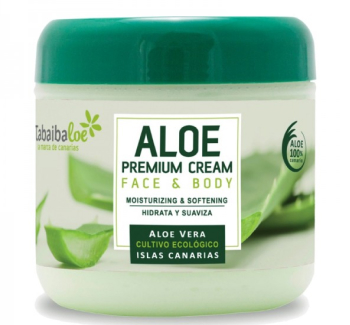 Tabaibaloe
la marca de canarias
ALOE
PREMIUM CREAM
FACE & BODY
MOISTURIZING & SOFTENING
HIDRATA Y SUAVIZA
ALOE VERA
CULTIVO ECOLÓGICO
ISLAS CANARIAS
ALOE
100%
canario